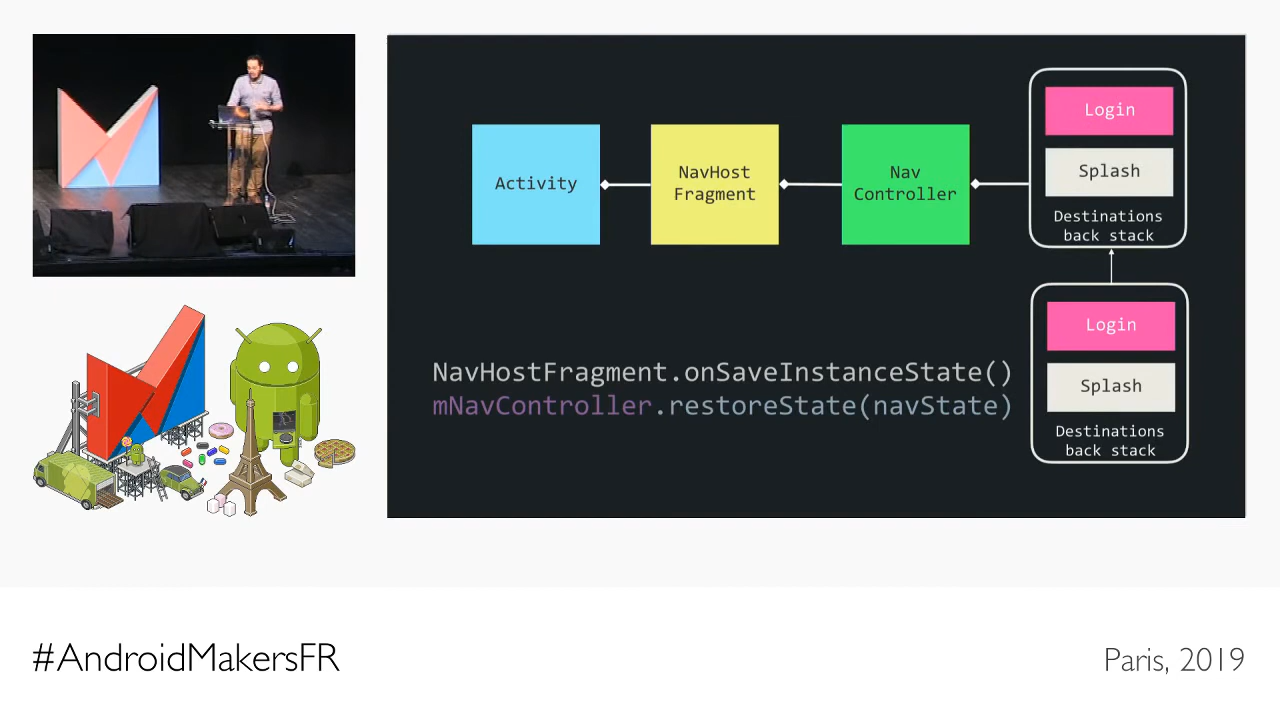 Activity
NavHost
Fragment
Nav
Controller
Login
Splash
Destinations
back stack
Login
Splash
Destinations
back stack
NavHostFragment.onSaveInstanceState()
mNavController.restoreState(navState)
#AndroidMakersFR
Paris, 2019